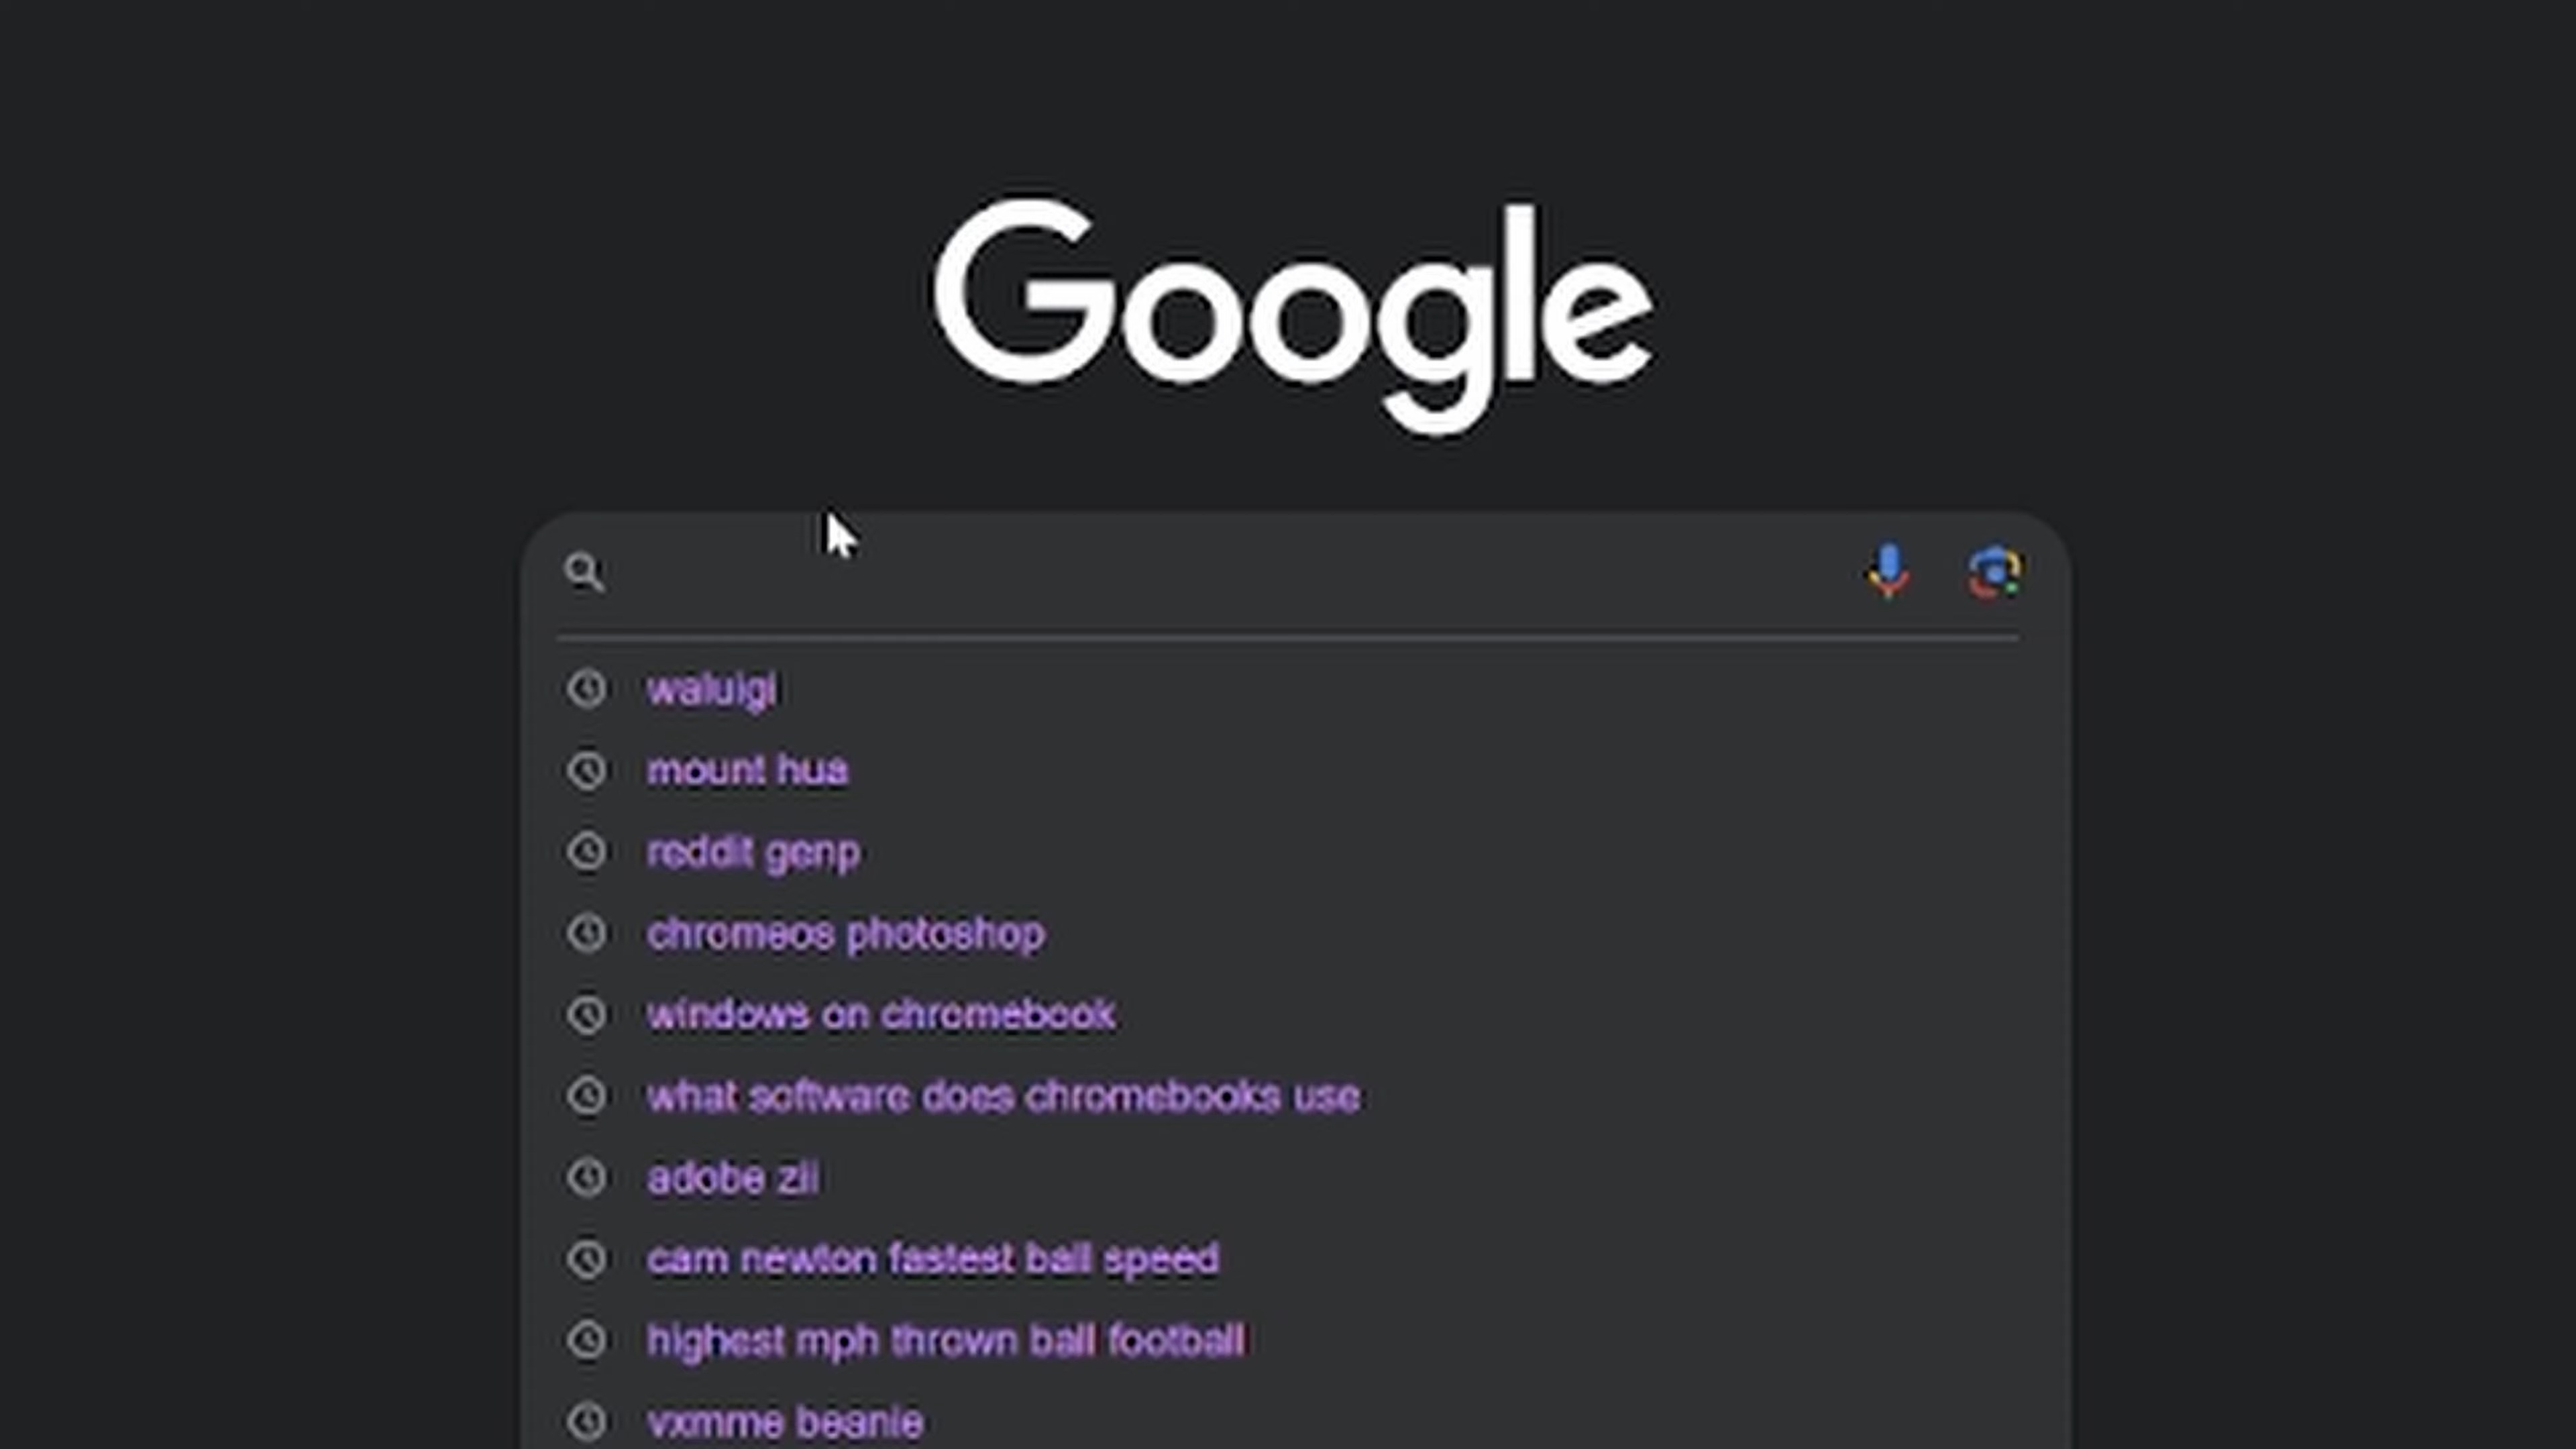 Google
waluigi
mount hua
reddit genp
chromeos photoshop
windows on chromebook
what software does chromebooks use
adobe zii
cam newton fastest ball speed
highest mph thrown ball football
vxmme beanie